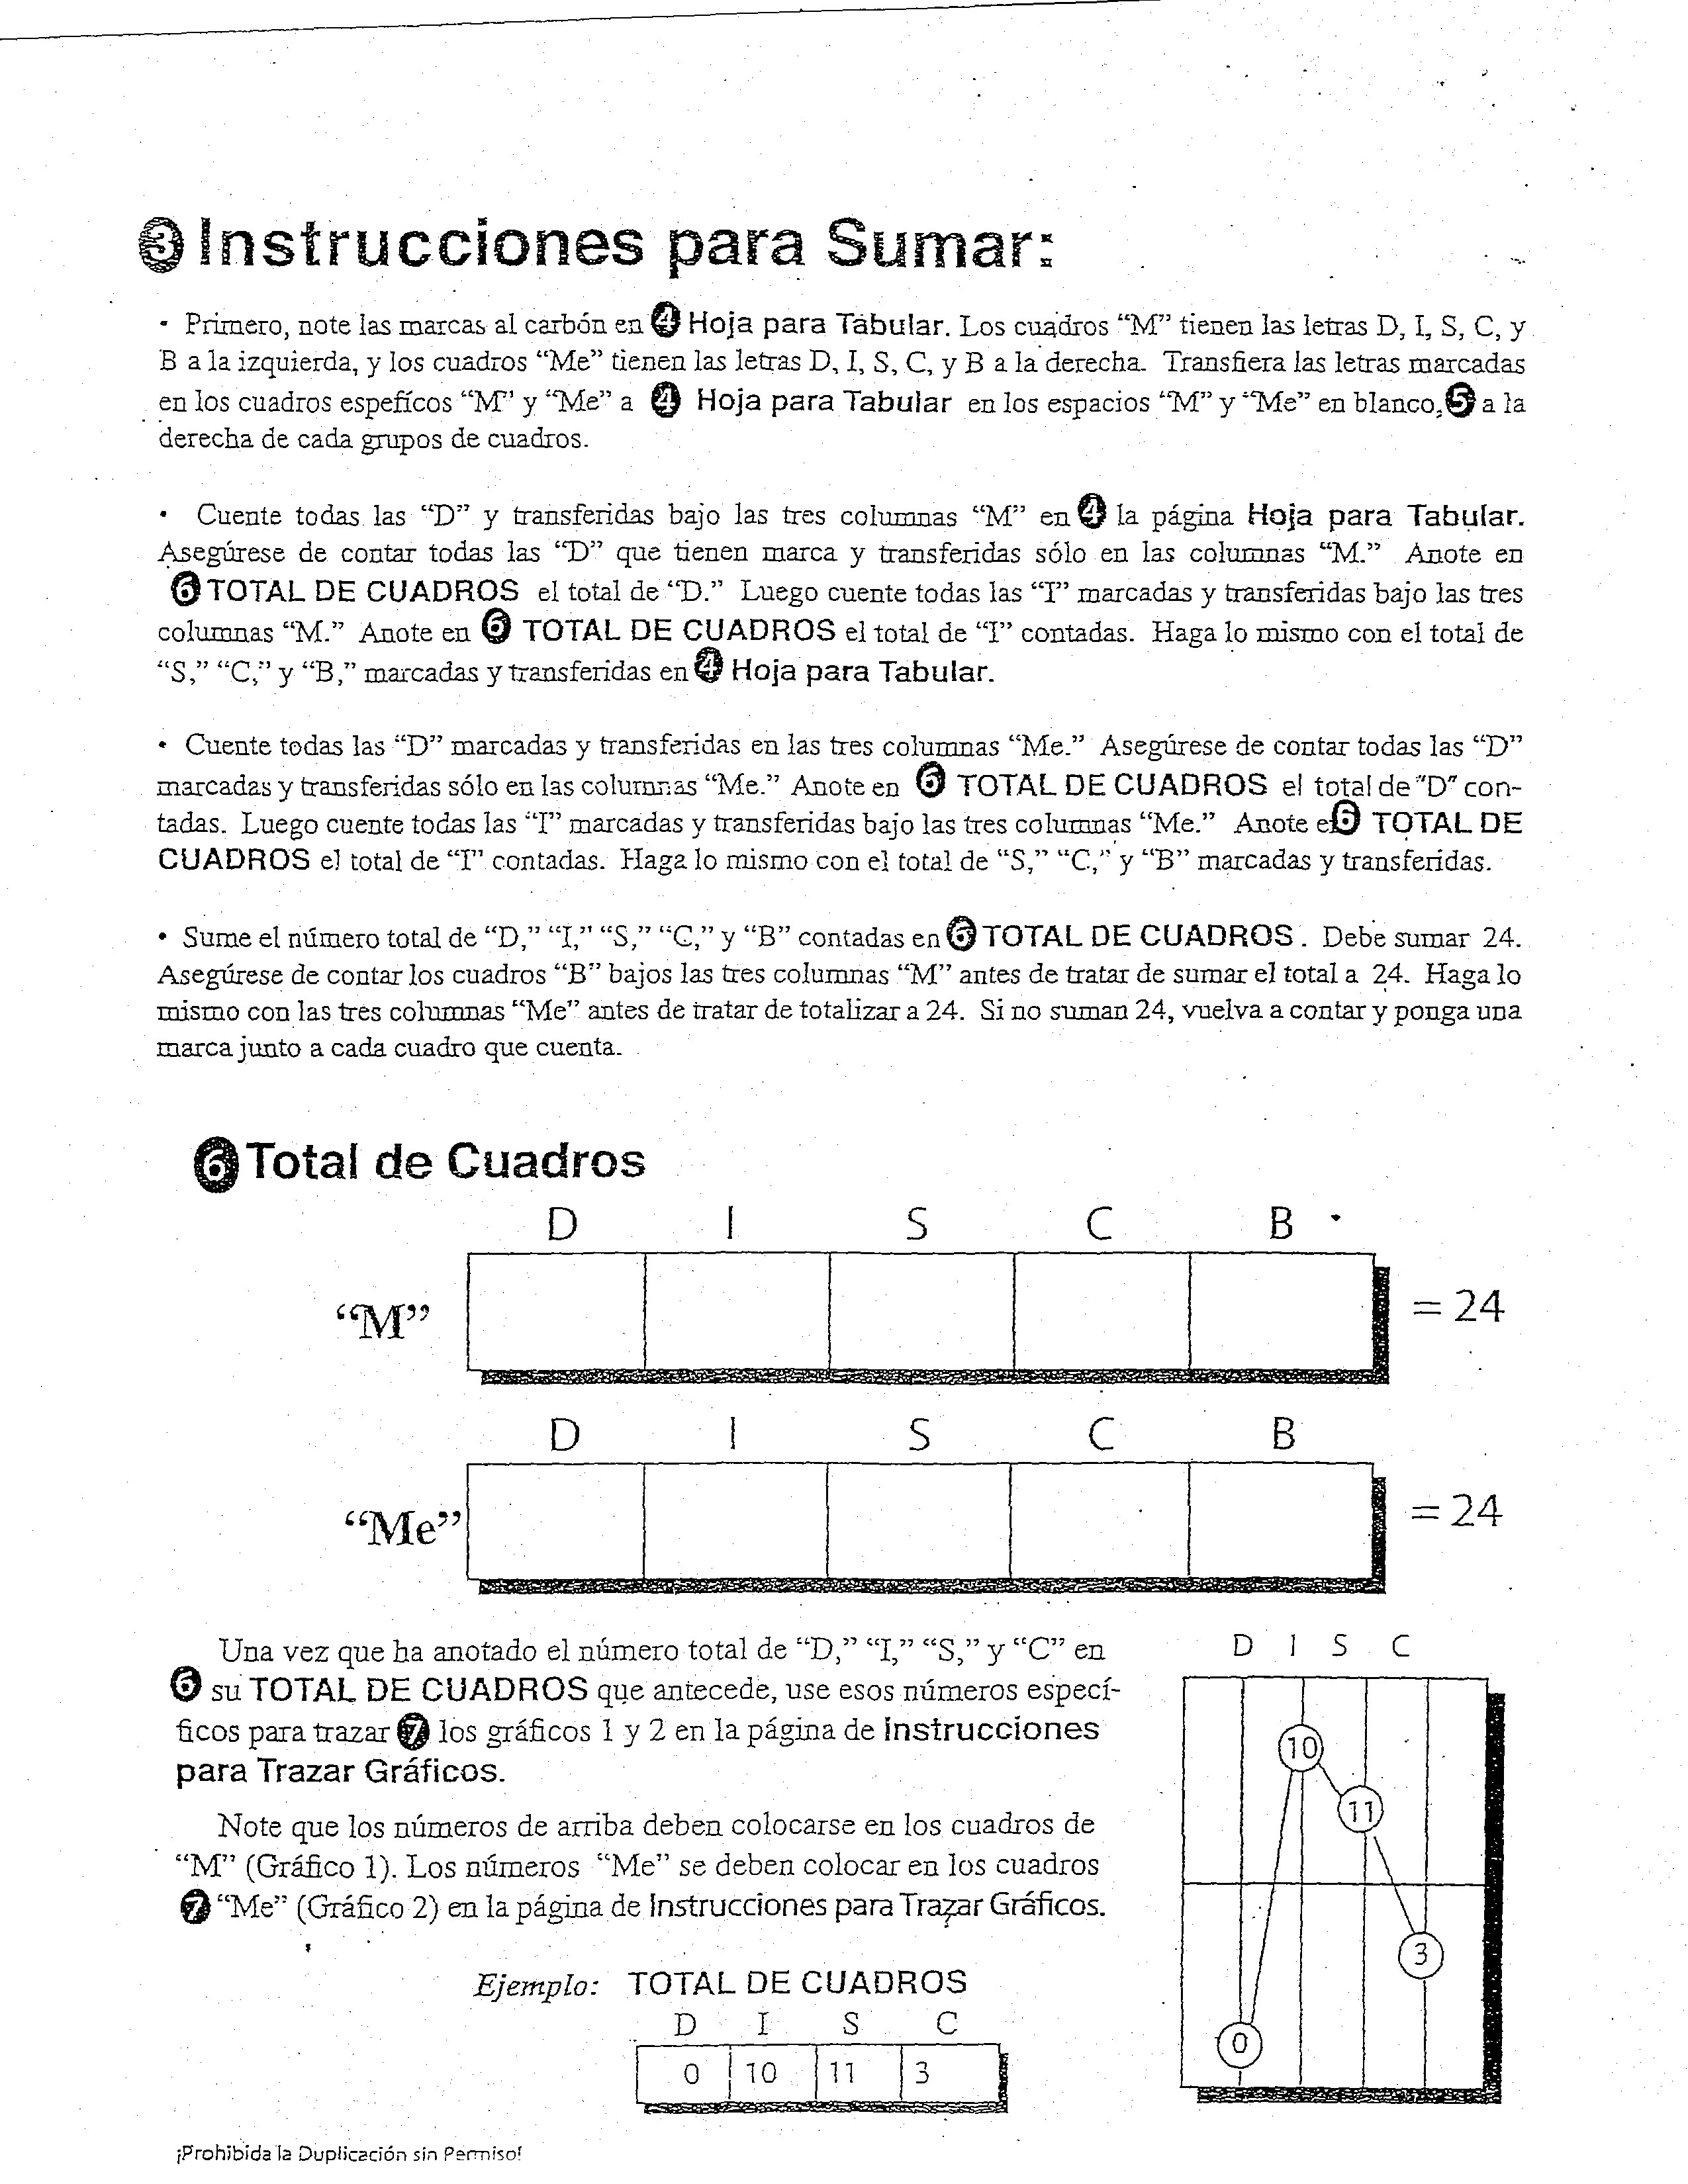 3 Instrucciones para Sumar:
· Primero, note las marcas al carbón en 4 Hoja para Tabular. Los cuadros “M” tienen las letras D, I, S, C, y
B a la izquierda, y los cuadros “Me” tienen las letras D, I, S, C, y B a la derecha. Transfiera las letras marcadas
en los cuadros espefícos “M” y “Me” a 4 Hoja para Tabular en los espacios “M” y “Me” en blanco, 5 a la
derecha de cada grupos de cuadros.
· Cuente todas las “D” y transferidas bajo las tres columnas “M” en 4 la página Hoja para Tabular.
Asegúrese de contar todas las “D” que tienen marca y transferidas sólo en las columnas “M.” Anote en
6 TOTAL DE CUADROS el total de “D.” Luego cuente todas las “I” marcadas y transferidas bajo las tres
columnas “M.” Anote en 6 TOTAL DE CUADROS el total de “I” contadas. Haga lo mismo con el total de
“S,” “C,” y “B,” marcadas y transferidas en 4 Hoja para Tabular.
· Cuente todas las “D” marcadas y transferidas en las tres columnas “Me.” Asegúrese de contar todas las “D”
marcadas y transferidas sólo en las columnas “Me.” Anote en 6 TOTAL DE CUADROS el total de "D" con-
tadas. Luego cuente todas las “I” marcadas y transferidas bajo las tres columnas “Me.” Anote e 6 TOTAL DE
CUADROS el total de “I” contadas. Haga lo mismo con el total de “S,” “C,” y “B” marcadas y transferidas.
· Sume el número total de “D,” “I,” “S,” “C,” y “B” contadas en 6 TOTAL DE CUADROS. Debe sumar 24.
Asegúrese de contar los cuadros “B” bajos las tres columnas “M” antes de tratar de sumar el total a 24. Haga lo
mismo con las tres columnas “Me” antes de tratar de totalizar a 24. Si no suman 24, vuelva a contar y ponga una
marca junto a cada cuadro que cuenta.
6 Total de Cuadros
D I S C B
“M” = 24
D I S C B
“Me” = 24
Una vez que ha anotado el número total de “D,” “I,” “S,” y “C” en
6 su TOTAL DE CUADROS que antecede, use esos números especí-
ficos para trazar 7 los gráficos 1 y 2 en la página de Instrucciones
para Trazar Gráficos.
Note que los números de arriba deben colocarse en los cuadros de
“M” (Gráfico 1). Los números “Me” se deben colocar en los cuadros
7 “Me” (Gráfico 2) en la página de Instrucciones para Trazar Gráficos.
D I S C
10
11
3
0
Ejemplo: TOTAL DE CUADROS
D I S C
0 10 11 3
¡Prohibida la Duplicación sin Permiso!